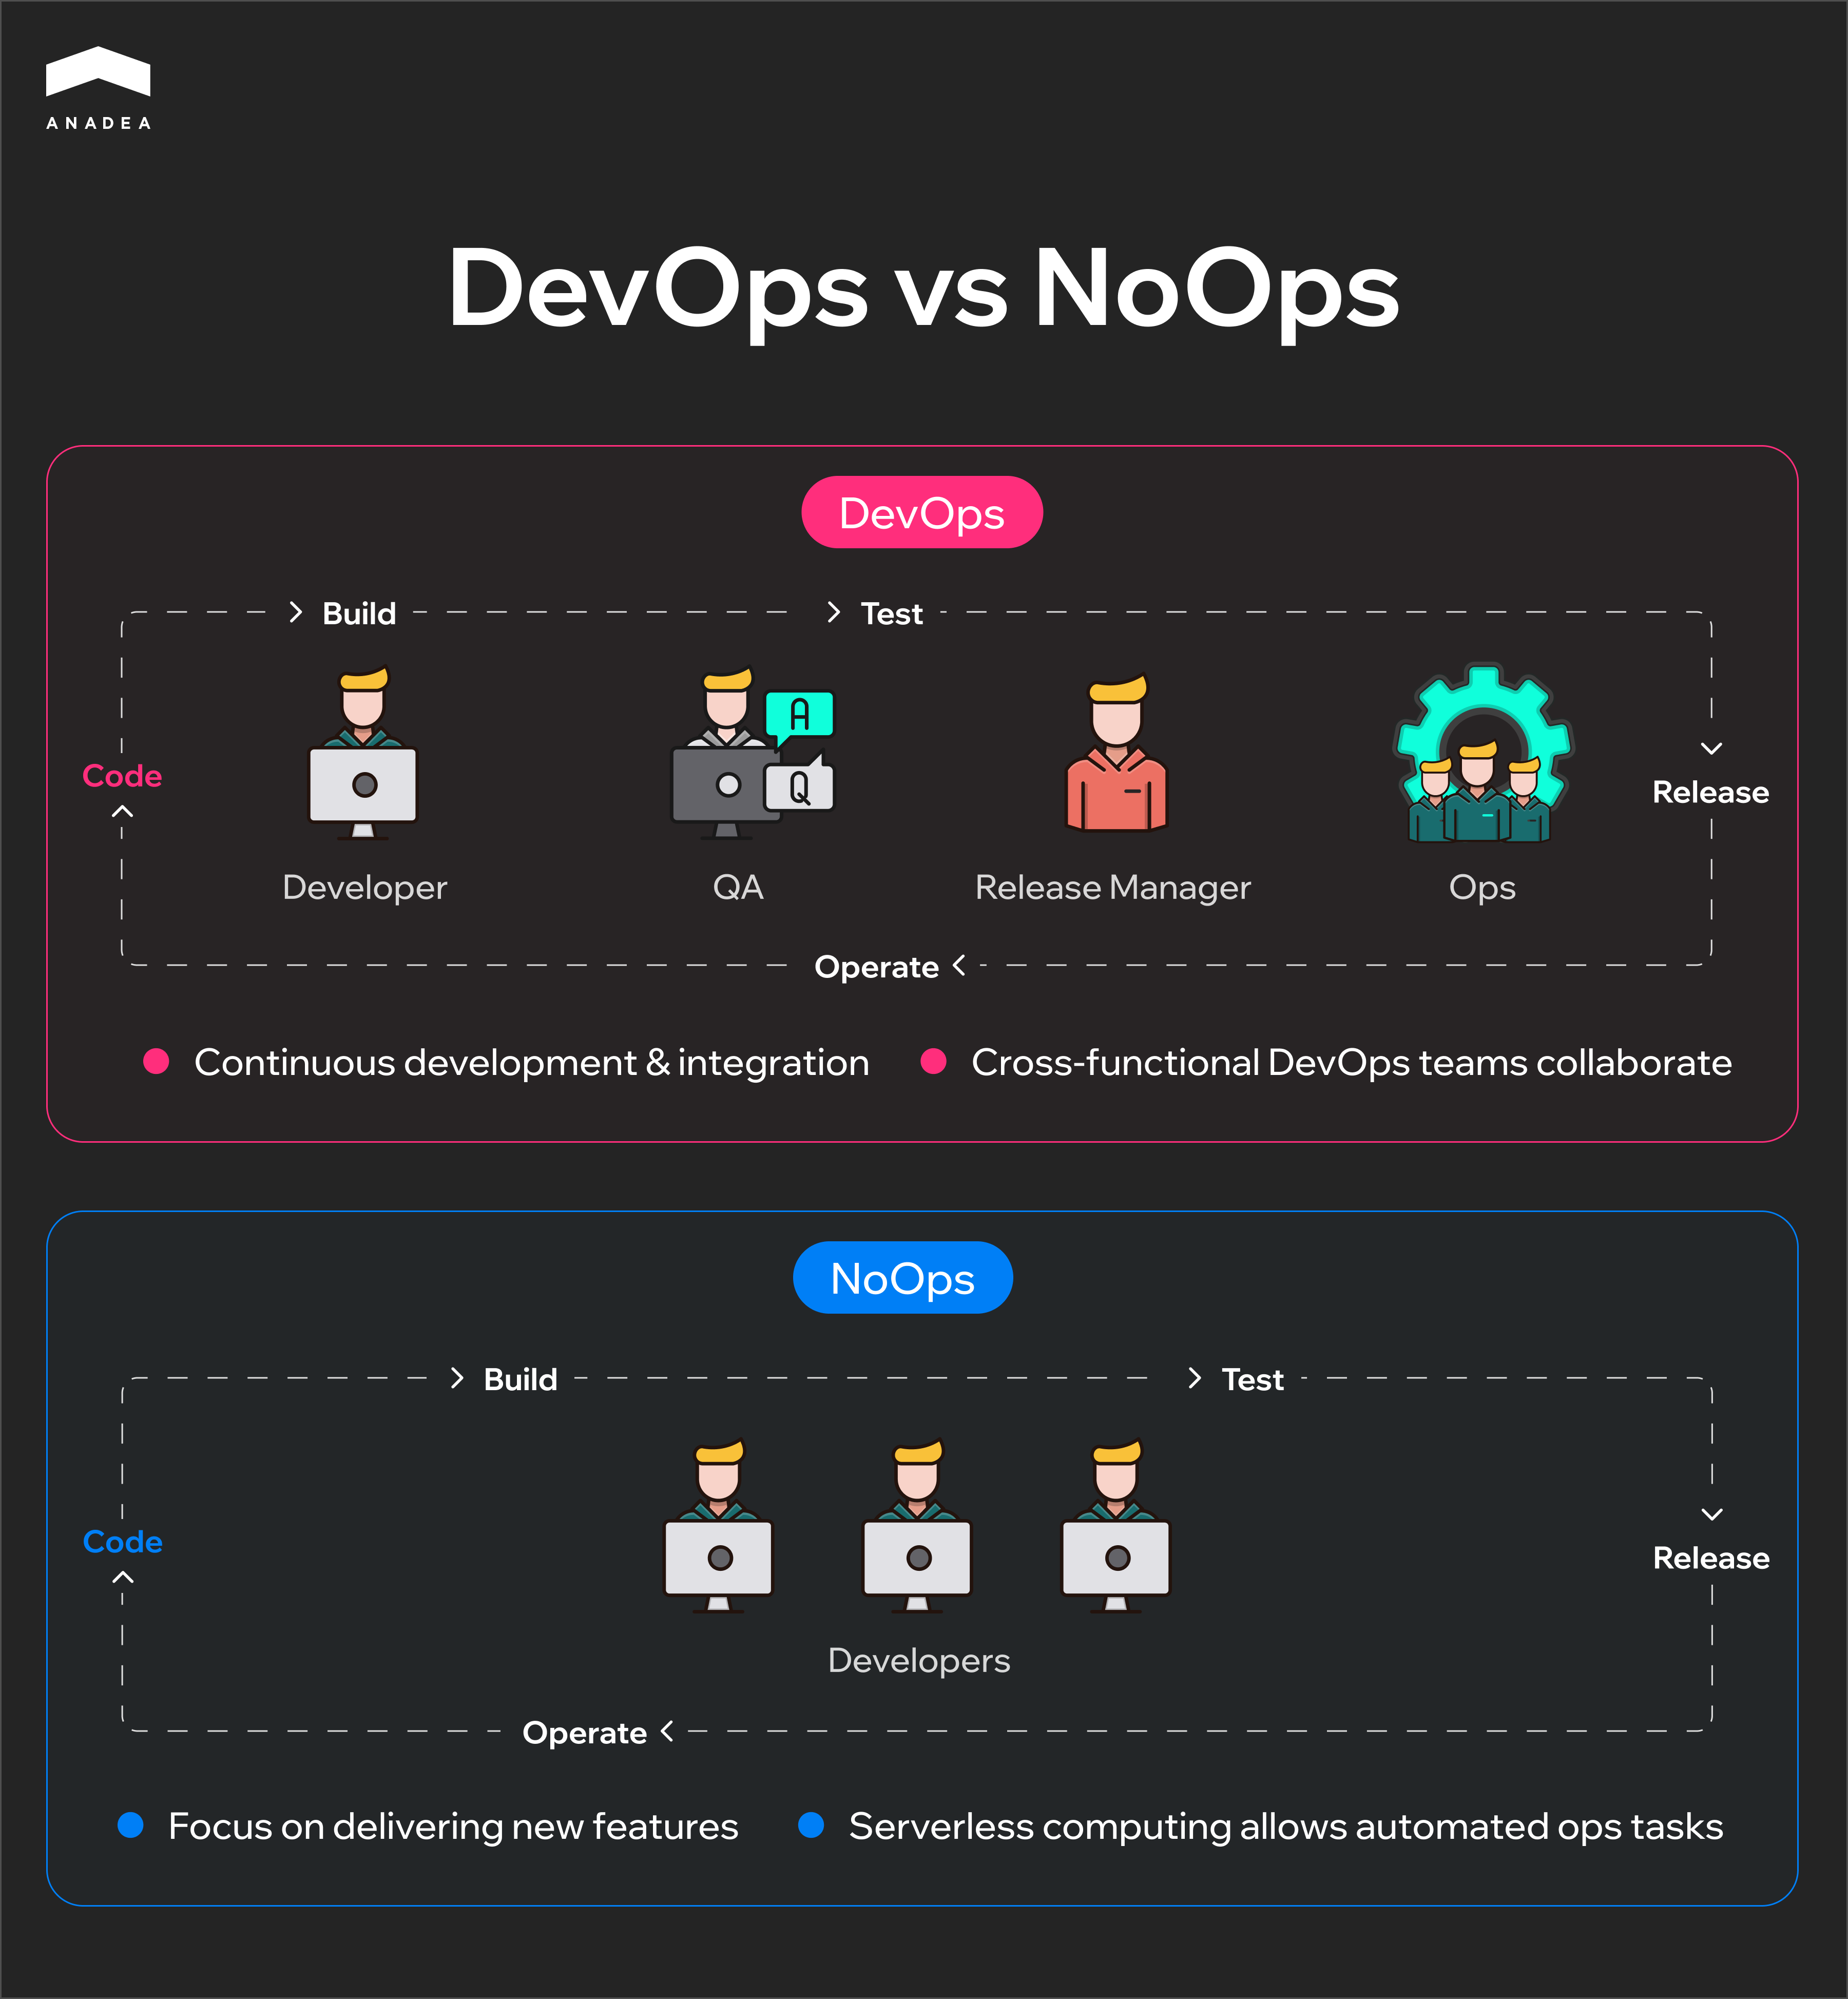 ANADEA
DevOps vs NoOps
DevOps
Build
Test
A
Q
Code
Release
Developer
QA
Release Manager
Ops
Operate
Continuous development & integration
Cross-functional DevOps teams collaborate
NoOps
Build
Test
Code
Release
Developers
Operate
Focus on delivering new features
Serverless computing allows automated ops tasks